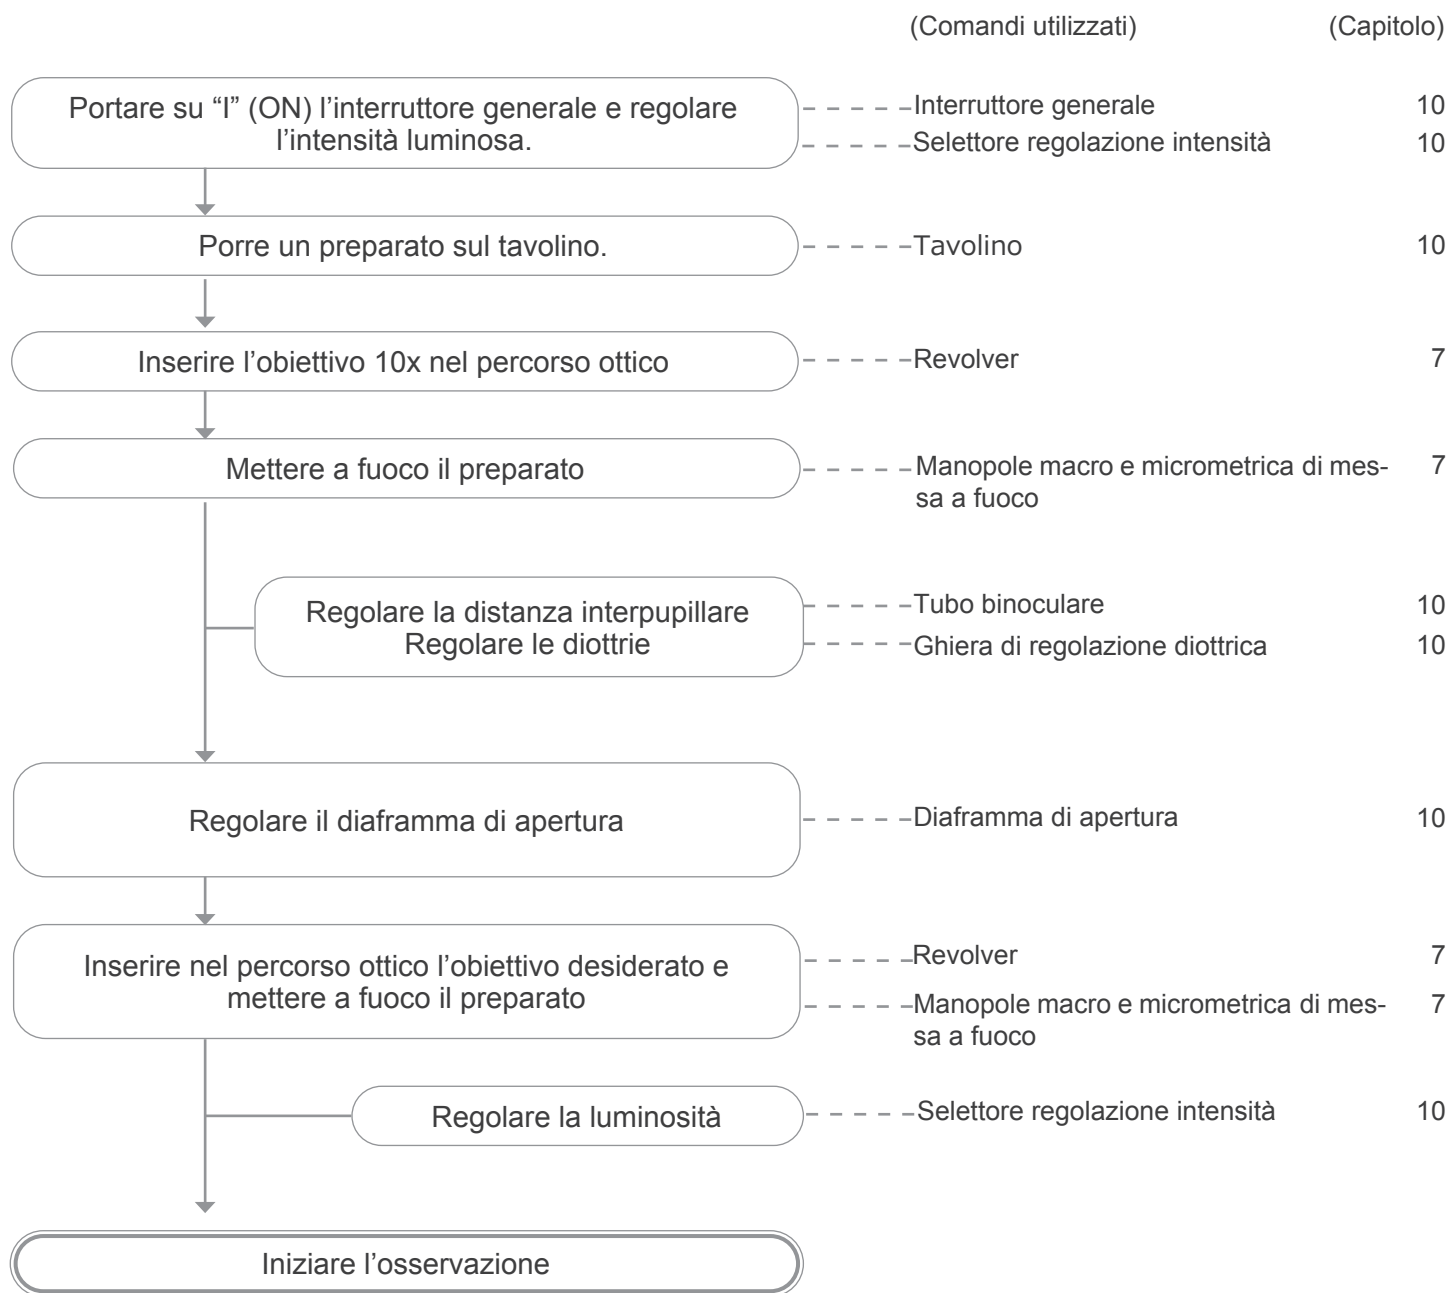 (Comandi utilizzati) (Capitolo)
Portare su “I” (ON) l’interruttore generale e regolare
l’intensità luminosa.
Interruttore generale 10
Selettore regolazione intensità 10
Porre un preparato sul tavolino.
Tavolino 10
Inserire l’obiettivo 10x nel percorso ottico
Revolver 7
Mettere a fuoco il preparato
Manopole macro e micrometrica di mes- 7
sa a fuoco
Regolare la distanza interpupillare
Regolare le diottrie
Tubo binoculare 10
Ghiera di regolazione diottrica 10
Regolare il diaframma di apertura
Diaframma di apertura 10
Inserire nel percorso ottico l’obiettivo desiderato e
mettere a fuoco il preparato
Revolver 7
Manopole macro e micrometrica di mes- 7
sa a fuoco
Regolare la luminosità
Selettore regolazione intensità 10
Iniziare l’osservazione